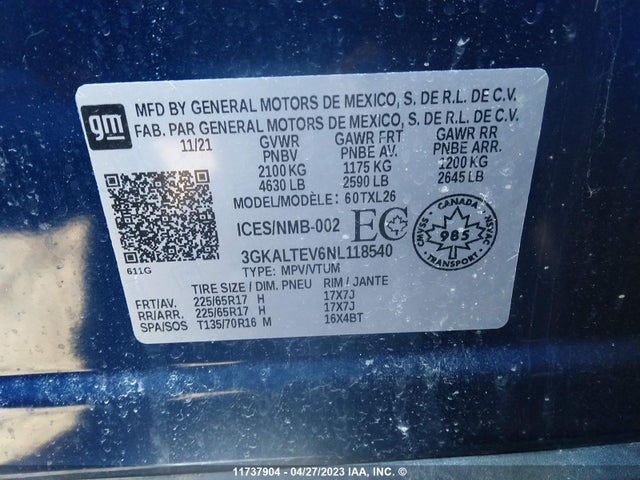 gm
MFD BY GENERAL MOTORS DE MEXICO, S. DE R.L. DE C.V.
FAB. PAR GENERAL MOTORS DE MEXICO, S. DE R.L. DE C.V.
11/21 GVWR GAWR FRT GAWR RR
PNBV PNBE AV. PNBE ARR.
2100 KG 1175 KG 1200 KG
4630 LB 2590 LB 2645 LB
MODEL/MODÈLE: 60TXL26
ICES/NMB-002 EC
CANADA 985 CMVSS NSVAC
3GKALTEV6NL118540
611G TYPE: MPV/VTUM
TIRE SIZE / DIM. PNEU RIM / JANTE
FRT/AV. 225/65R17 H 17X7J
RR/ARR. 225/65R17 H 17X7J
SPA/SOS T135/70R16 M 16X4BT
11737904 - 04/27/2023 IAA, INC. ©